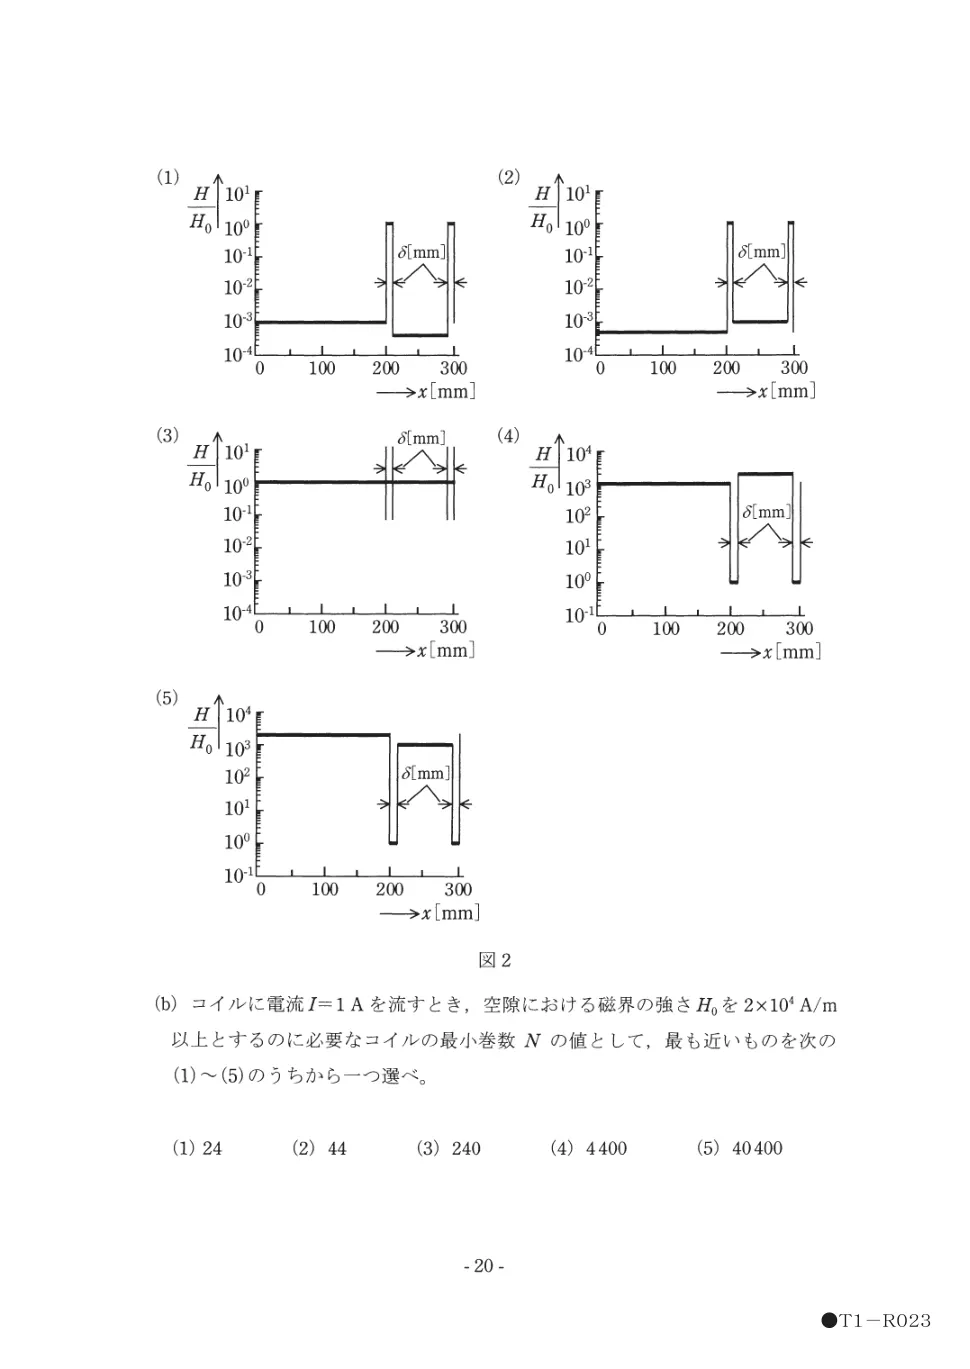 (1) (2)
H/H₀ 10¹ 10⁰ 10⁻¹ 10⁻² 10⁻³ 10⁻⁴ δ[mm] 0 100 200 300 x[mm]
H/H₀ 10¹ 10⁰ 10⁻¹ 10⁻² 10⁻³ 10⁻⁴ δ[mm] 0 100 200 300 x[mm]
(3) (4)
H/H₀ 10¹ 10⁰ 10⁻¹ 10⁻² 10⁻³ 10⁻⁴ δ[mm] 0 100 200 300 x[mm]
H/H₀ 10⁴ 10³ 10² 10¹ 10⁰ 10⁻¹ δ[mm] 0 100 200 300 x[mm]
(5)
H/H₀ 10⁴ 10³ 10² 10¹ 10⁰ 10⁻¹ δ[mm] 0 100 200 300 x[mm]
図2
(b) コイルに電流I=1 Aを流すとき，空隙における磁界の強さH₀を2×10⁴ A/m
以上とするのに必要なコイルの最小巻数 N の値として，最も近いものを次の
(1)～(5)のうちから一つ選べ。
(1) 24 (2) 44 (3) 240 (4) 4 400 (5) 40 400
- 20 -
●T1－R023